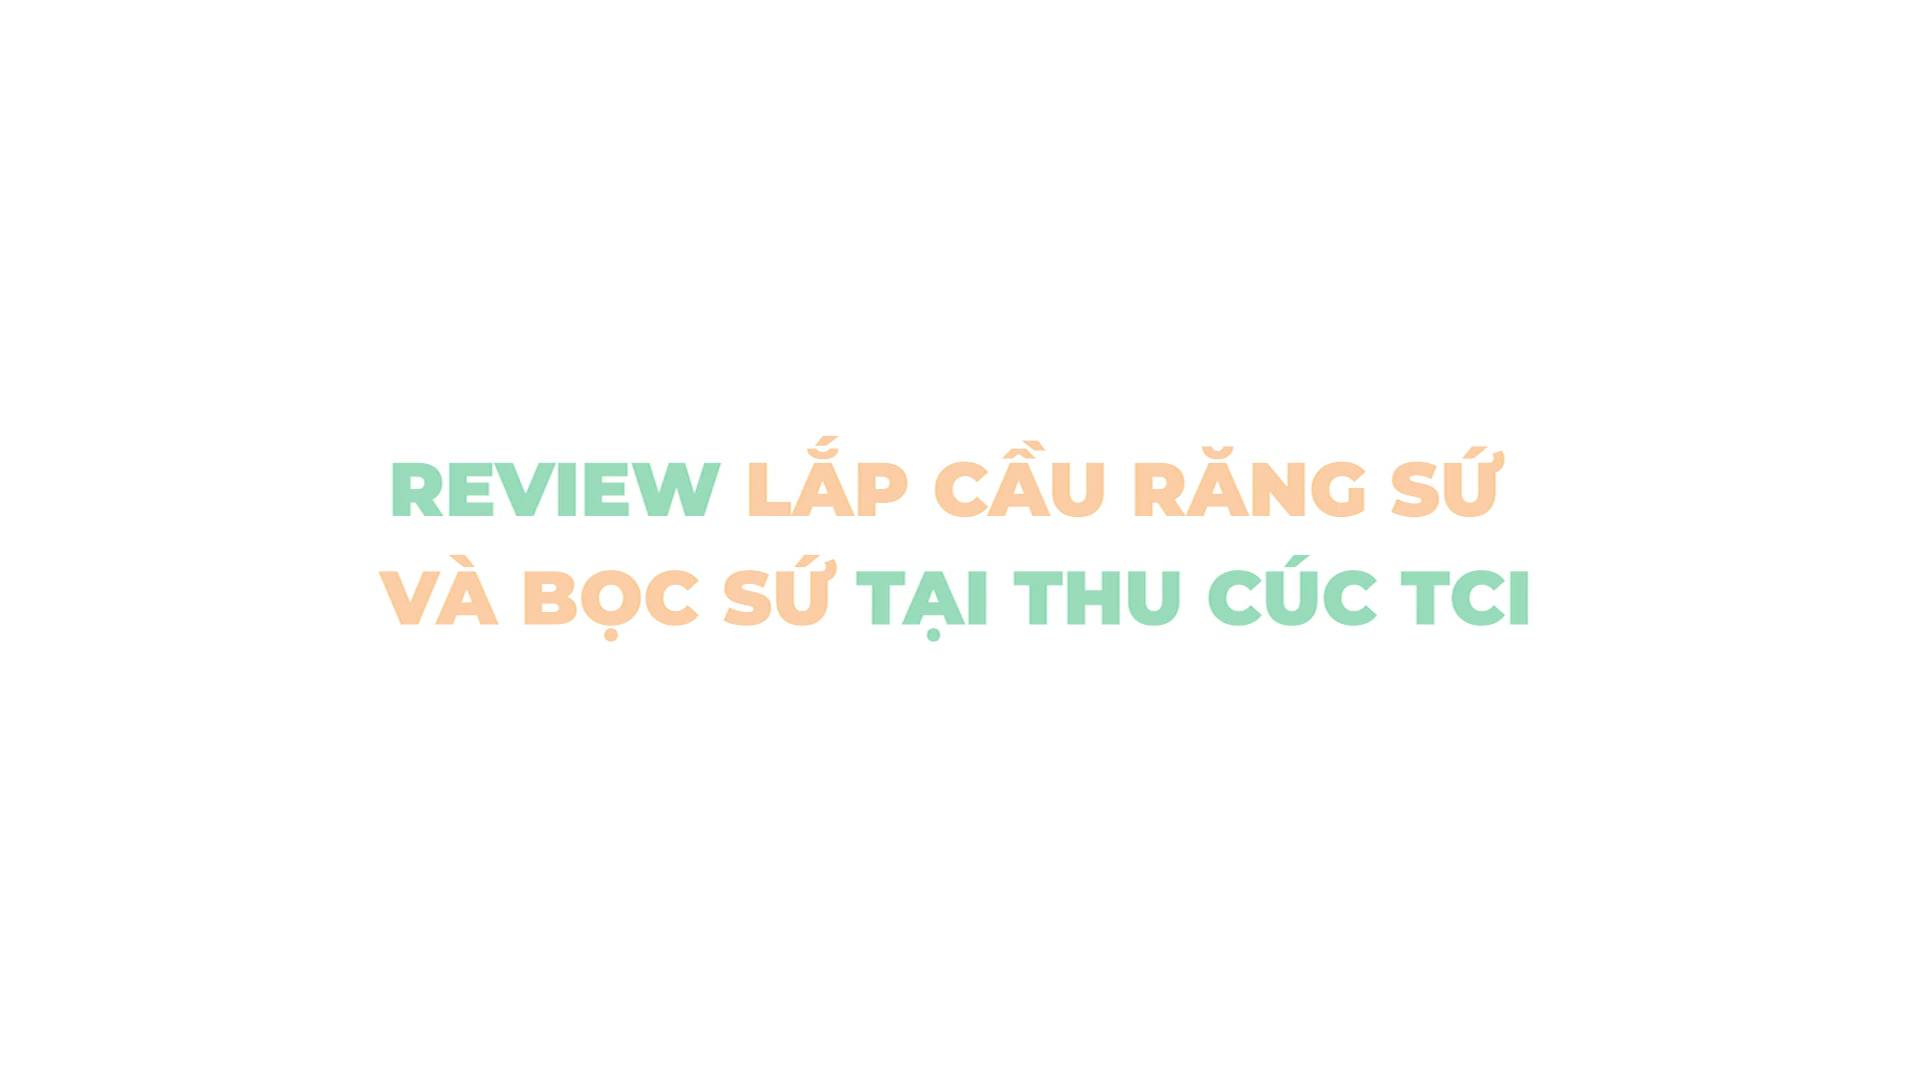 REVIEW LẮP CẦU RĂNG SỨ
VÀ BỌC SỨ TẠI THU CÚC TCI